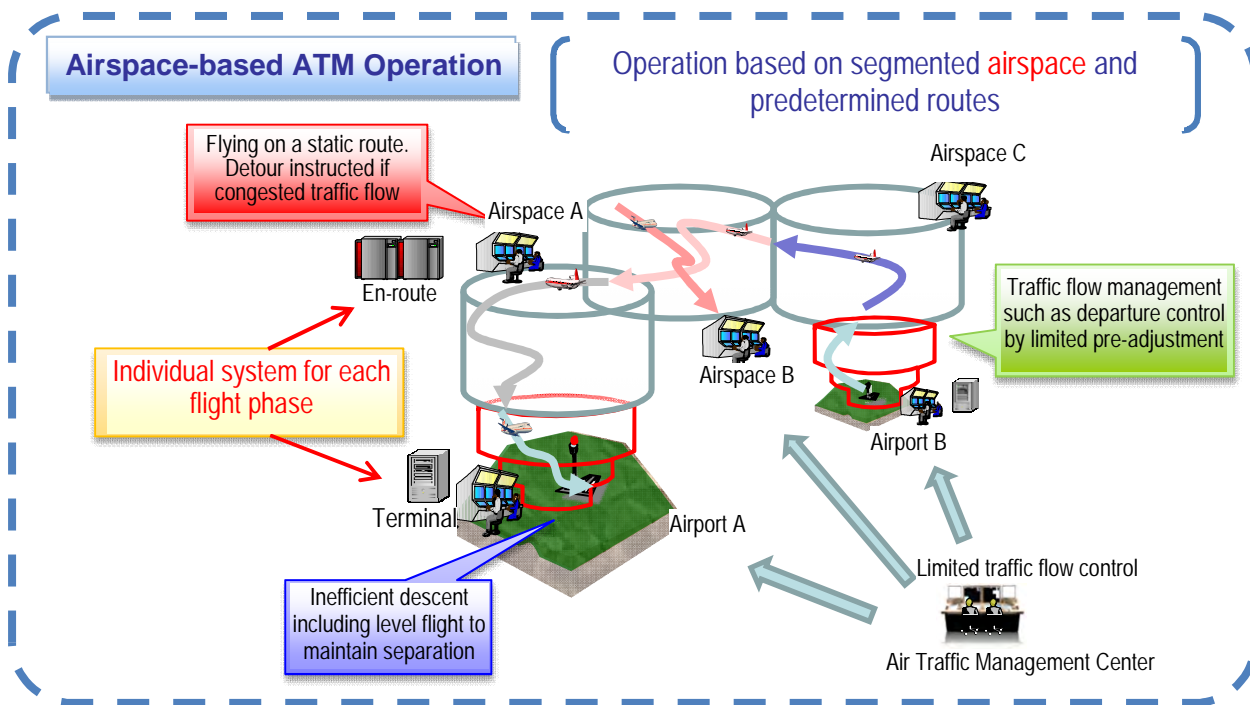 Airspace-based ATM Operation
Operation based on segmented airspace and
predetermined routes
Flying on a static route.
Detour instructed if
congested traffic flow
Airspace A
Airspace C
En-route
Traffic flow management
such as departure control
by limited pre-adjustment
Individual system for each
flight phase
Airspace B
Airport B
Terminal
Airport A
Inefficient descent
including level flight to
maintain separation
Limited traffic flow control
Air Traffic Management Center